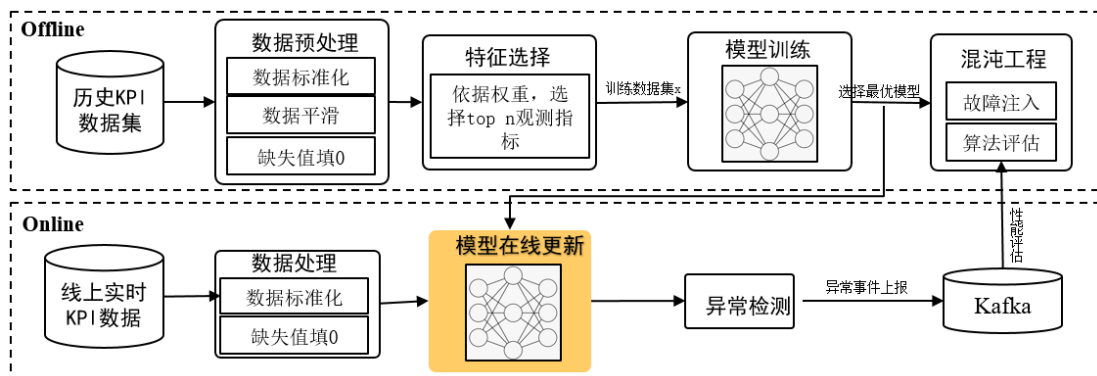 Offline
历史KPI
数据集
数据预处理
数据标准化
数据平滑
缺失值填0
特征选择
依据权重，选
择top n观测指
标
训练数据集x
模型训练
选择最优模型
混沌工程
故障注入
算法评估
Online
线上实时
KPI数据
数据处理
数据标准化
缺失值填0
模型在线更新
异常检测
异常事件上报
Kafka
性能评估